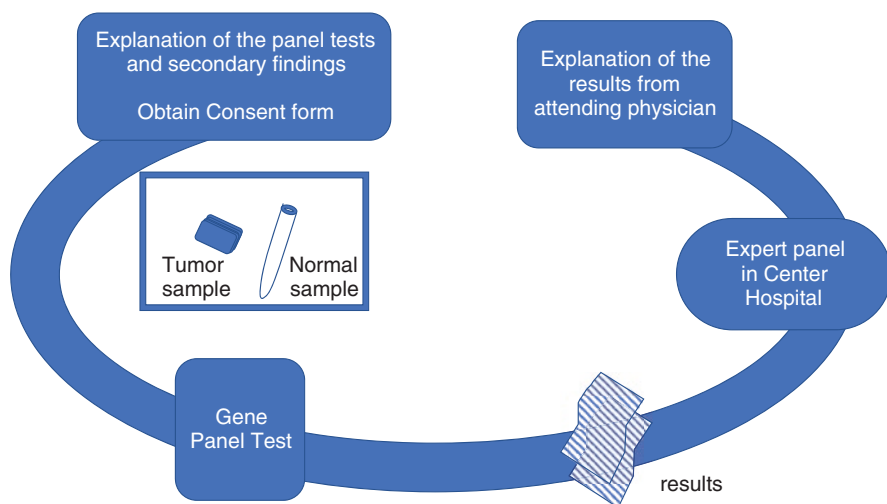 Explanation of the panel tests
and secondary findings
Obtain Consent form
Explanation of the
results from
attending physician
Tumor
sample
Normal
sample
Expert panel
in Center
Hospital
Gene
Panel Test
results